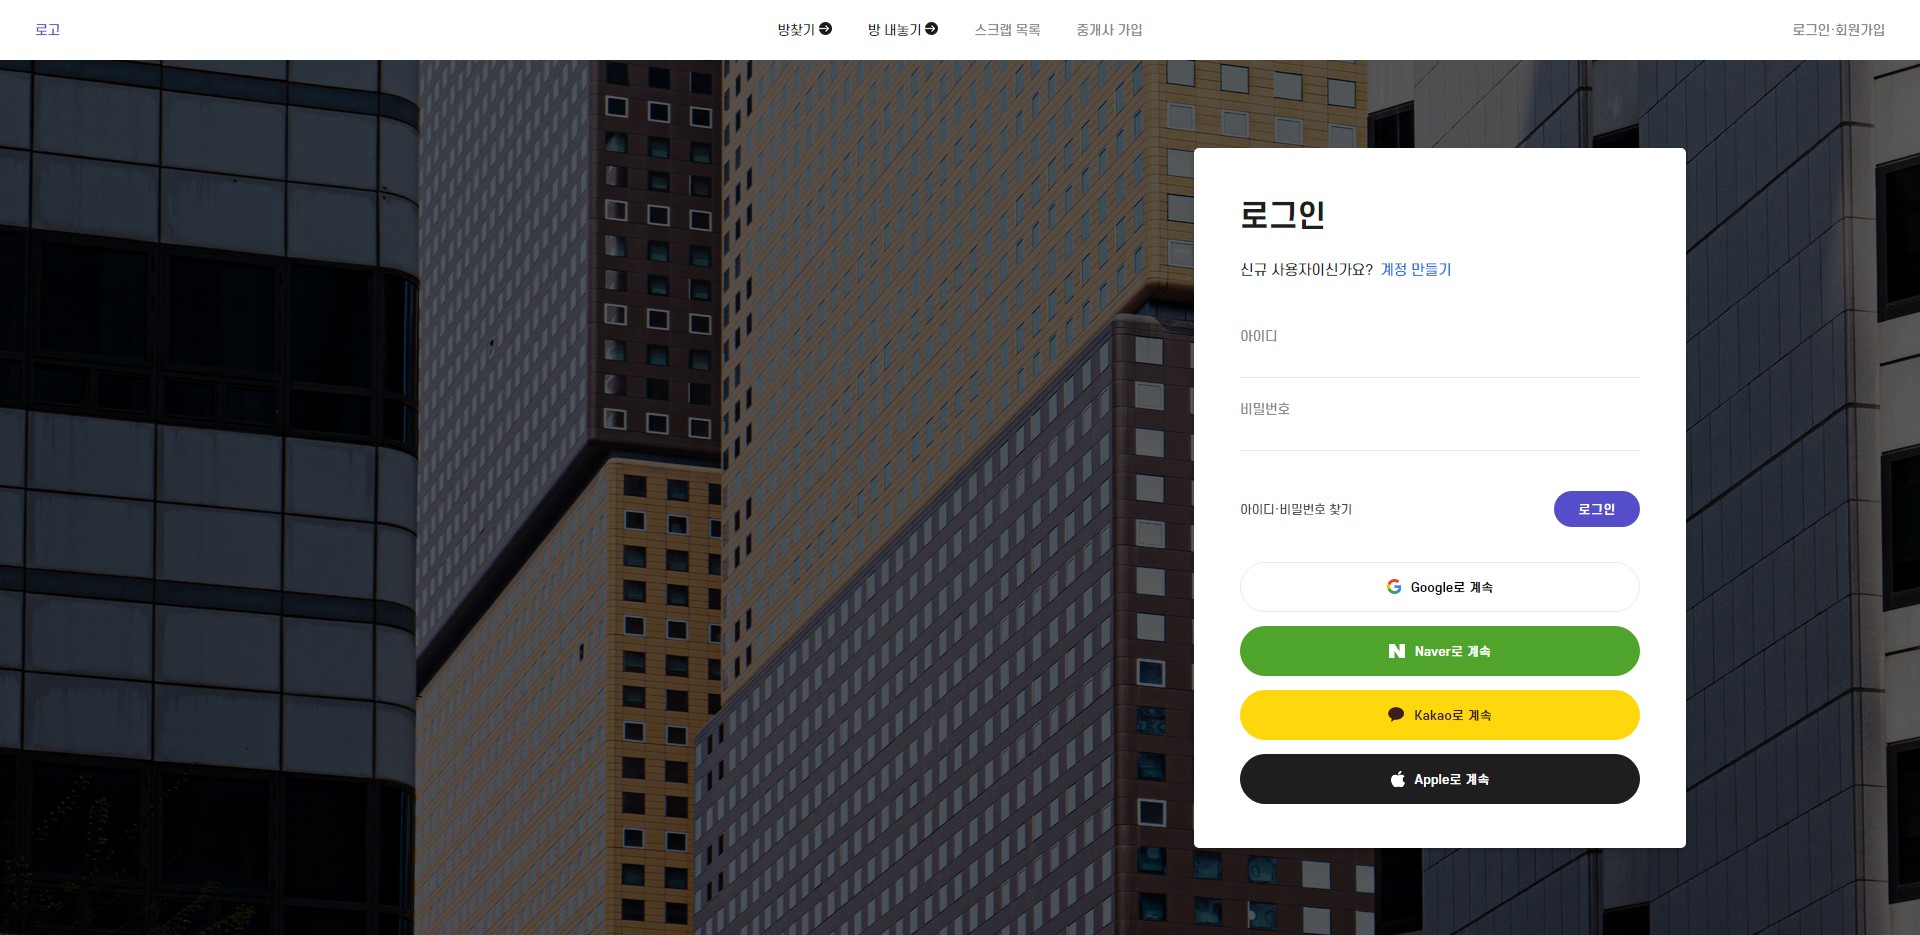 로고 방찾기 방 내놓기 스크랩 목록 중개사 가입 로그인·회원가입
로그인
신규 사용자이신가요? 계정 만들기
아이디
비밀번호
아이디·비밀번호 찾기 로그인
Google로 계속
Naver로 계속
Kakao로 계속
Apple로 계속